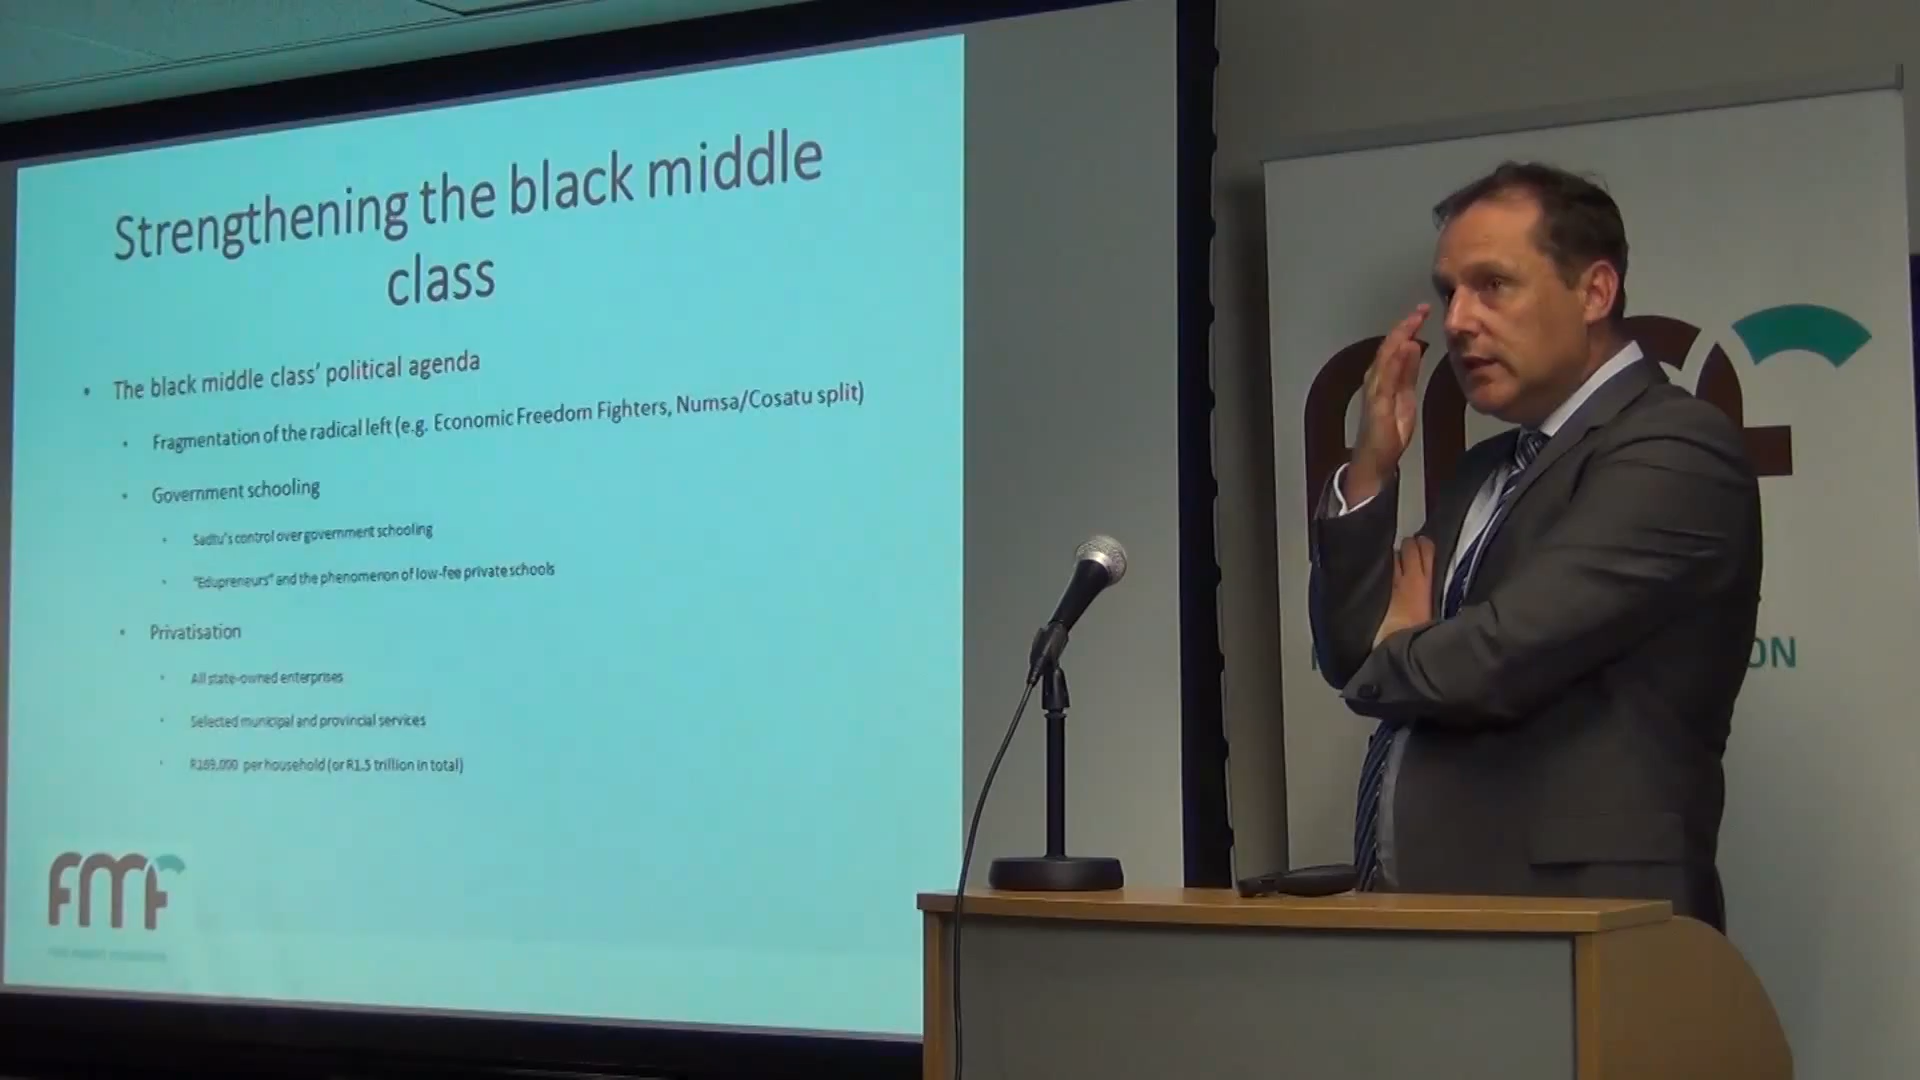 Strengthening the black middle
class
• The black middle class' political agenda
• Fragmentation of the radical left (e.g. Economic Freedom Fighters, Numsa/Cosatu split)
• Government schooling
• Sadtu's control over government schooling
• "Edupreneurs" and the phenomenon of low-fee private schools
• Privatisation
• All state-owned enterprises
• Selected municipal and provincial services
• per household (or R1.5 trillion in total)
FMF
ON